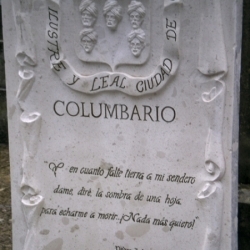 ILUSTRE Y LEAL CIUDAD DE
COLUMBARIO
Y en cuanto falte tierra a mi sendero
dame, diré, la sombra de una hoja,
para echarme a morir...¡Nada más quiero!